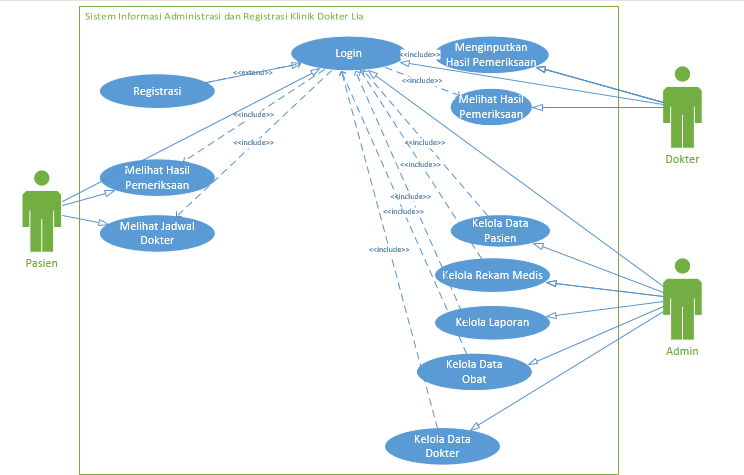 Sistem Informasi Administrasi dan Registrasi Klinik Dokter Lia
Login
<<include>>
Menginputkan
Hasil Pemeriksaan
<<extend>>
<<include>>
Registrasi
Melihat Hasil
Pemeriksaan
<<include>>
Dokter
<<include>>
<<include>>
Melihat Hasil
Pemeriksaan
<<include>>
<<include>>
Melihat Jadwal
Dokter
Kelola Data
Pasien
<<include>>
Pasien
Kelola Rekam Medis
Kelola Laporan
Admin
Kelola Data
Obat
Kelola Data
Dokter